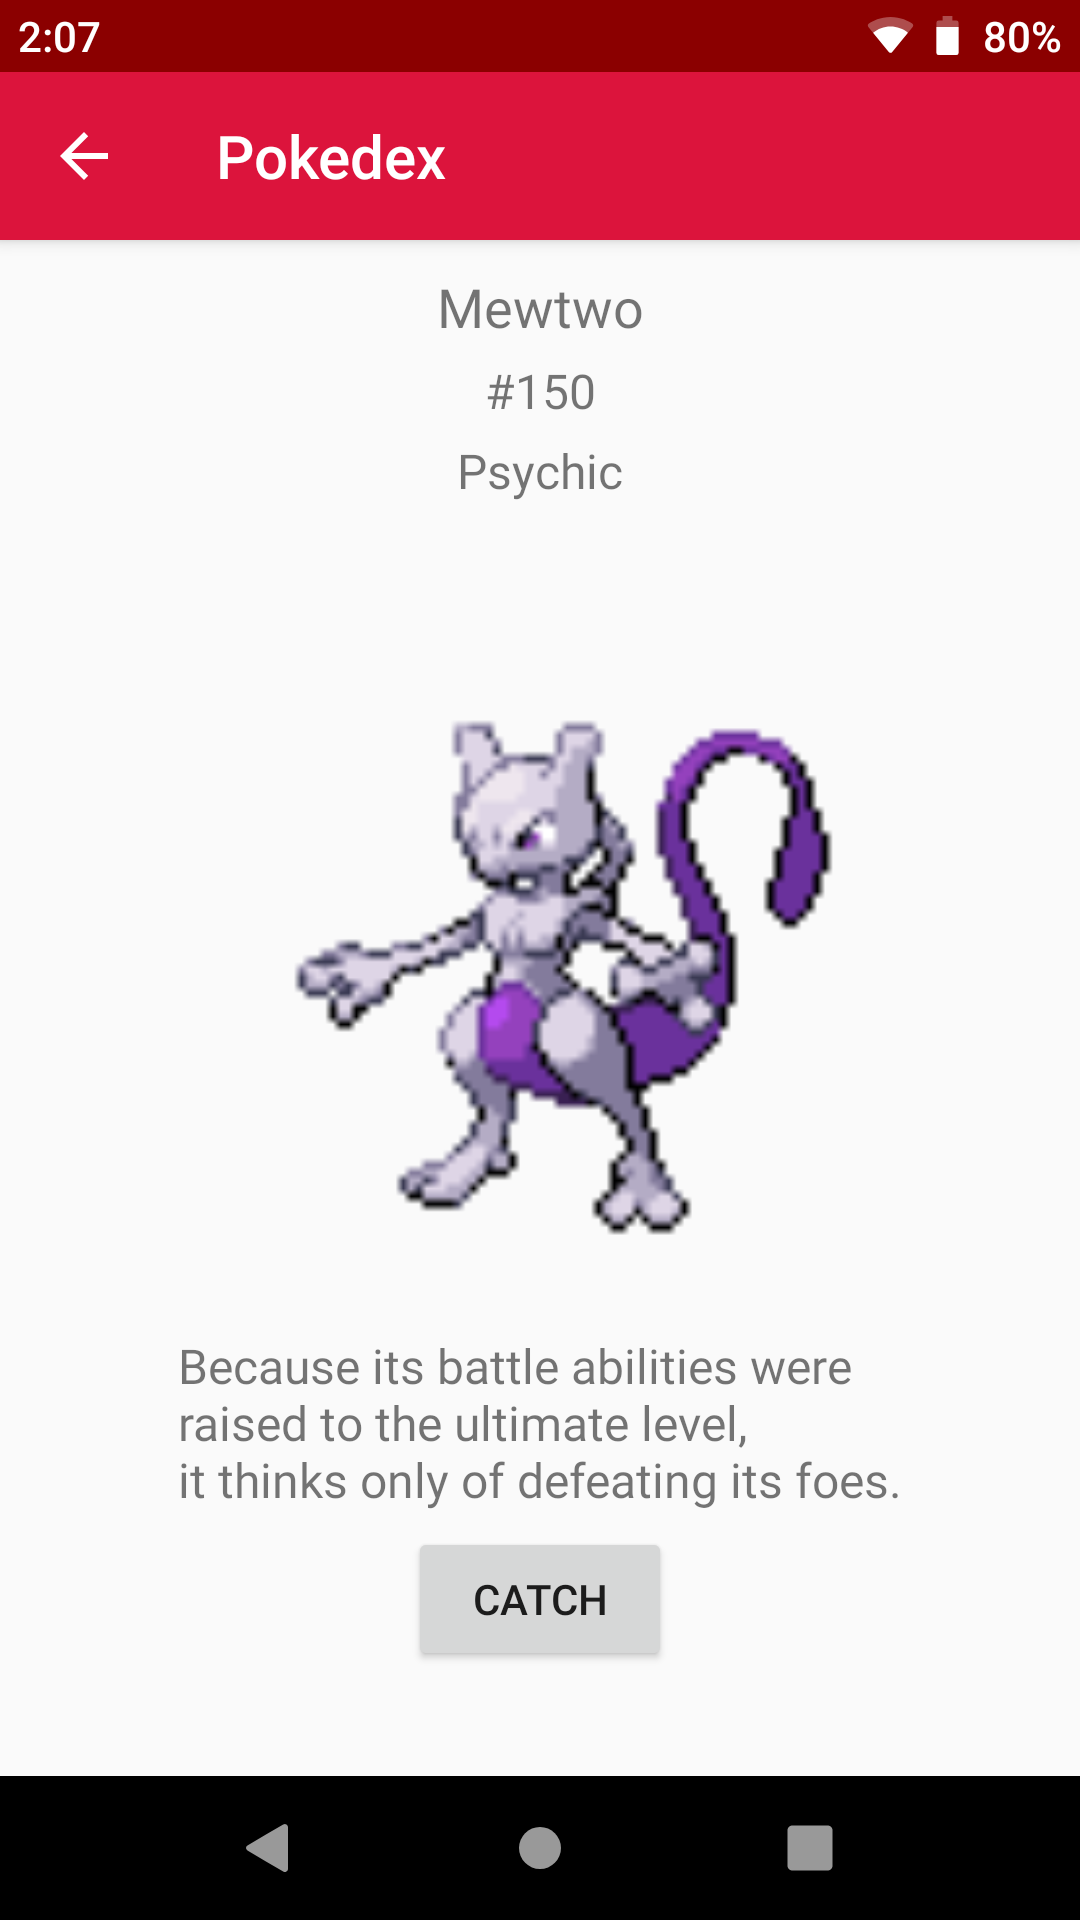 2:07
80%
Pokedex
Mewtwo
#150
Psychic
Because its battle abilities were
raised to the ultimate level,
it thinks only of defeating its foes.
CATCH